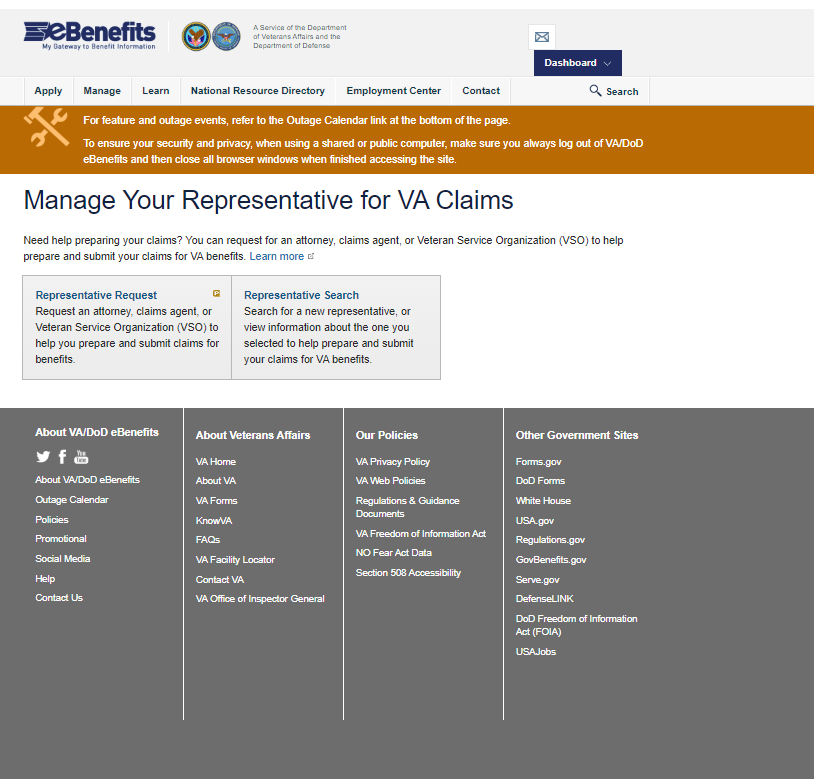 eBenefits
My Gateway to Benefit Information
A Service of the Department
of Veterans Affairs and the
Department of Defense
Dashboard
Apply
Manage
Learn
National Resource Directory
Employment Center
Contact
Search
For feature and outage events, refer to the Outage Calendar link at the bottom of the page.
To ensure your security and privacy, when using a shared or public computer, make sure you always log out of VA/DoD
eBenefits and then close all browser windows when finished accessing the site.
Manage Your Representative for VA Claims
Need help preparing your claims? You can request for an attorney, claims agent, or Veteran Service Organization (VSO) to help
prepare and submit your claims for VA benefits. Learn more
Representative Request
Request an attorney, claims agent, or
Veteran Service Organization (VSO) to
help you prepare and submit claims for
benefits.
Representative Search
Search for a new representative, or
view information about the one you
selected to help prepare and submit
your claims for VA benefits.
About VA/DoD eBenefits
You
About VA/DoD eBenefits
Outage Calendar
Policies
Promotional
Social Media
Help
Contact Us
About Veterans Affairs
VA Home
About VA
VA Forms
KnowVA
FAQs
VA Facility Locator
Contact VA
VA Office of Inspector General
Our Policies
VA Privacy Policy
VA Web Policies
Regulations & Guidance
Documents
VA Freedom of Information Act
NO Fear Act Data
Section 508 Accessibility
Other Government Sites
Forms.gov
DoD Forms
White House
USA.gov
Regulations.gov
GovBenefits.gov
Serve.gov
DefenseLINK
DoD Freedom of Information
Act (FOIA)
USAJobs